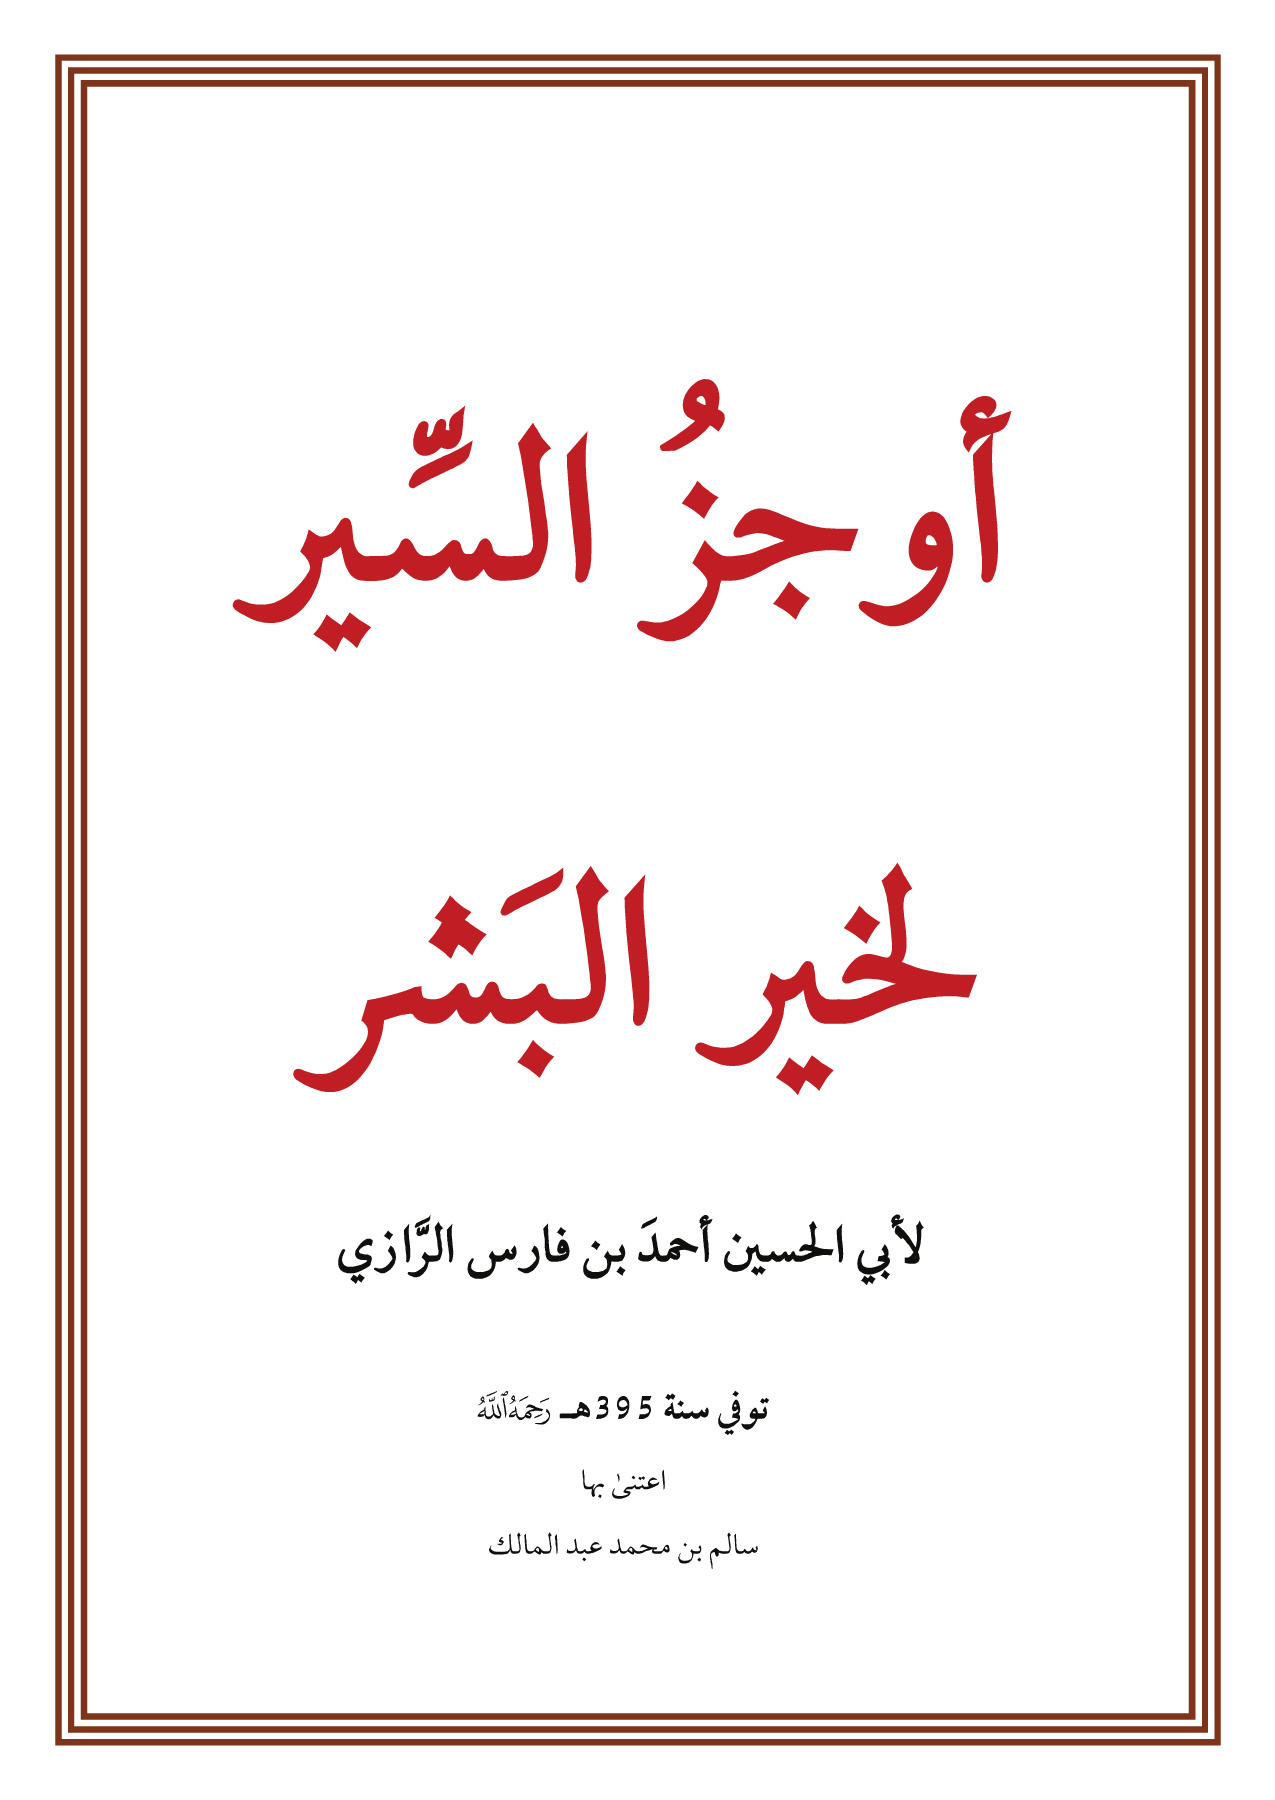 أوجزُ السِّير
لخير البَشر
لأبي الحسين أحمدَ بن فارس الرَّازي
توفي سنة 395هـ رَحِمَهُ ٱللَّهُ
اعتنىٰ بها
سالم بن محمد عبد المالك